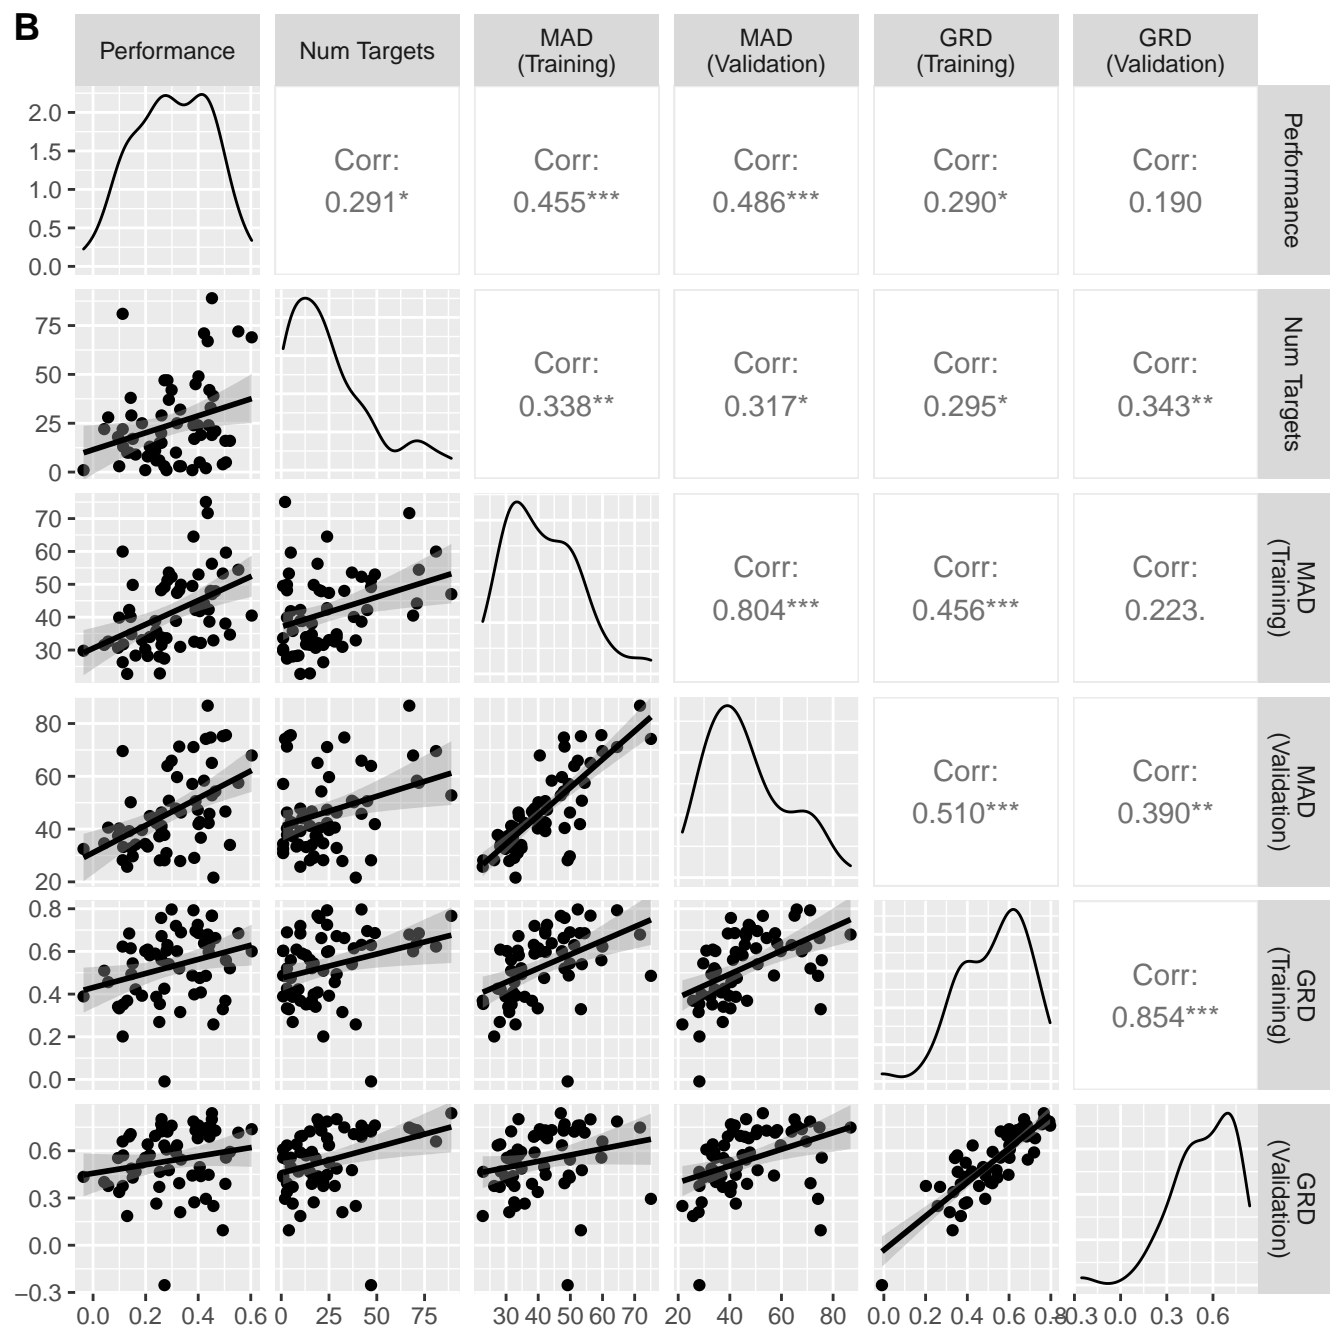 B
Performance
Num Targets
MAD
(Training)
MAD
(Validation)
GRD
(Training)
GRD
(Validation)
2.0
1.5
1.0
0.5
0.0
Corr:
0.291*
Corr:
0.455***
Corr:
0.486***
Corr:
0.290*
Corr:
0.190
Performance
75
50
25
0
Corr:
0.338**
Corr:
0.317*
Corr:
0.295*
Corr:
0.343**
Num Targets
70
60
50
40
30
Corr:
0.804***
Corr:
0.456***
Corr:
0.223.
MAD
(Training)
80
60
40
20
Corr:
0.510***
Corr:
0.390**
MAD
(Validation)
0.8
0.6
0.4
0.2
0.0
Corr:
0.854***
GRD
(Training)
0.6
0.3
0.0
−0.3
GRD
(Validation)
0.0 0.2 0.4 0.6
0 25 50 75
30 40 50 60 70
20 40 60 80
0.0 0.2 0.4 0.6 0.8
−0.3 0.0 0.3 0.6